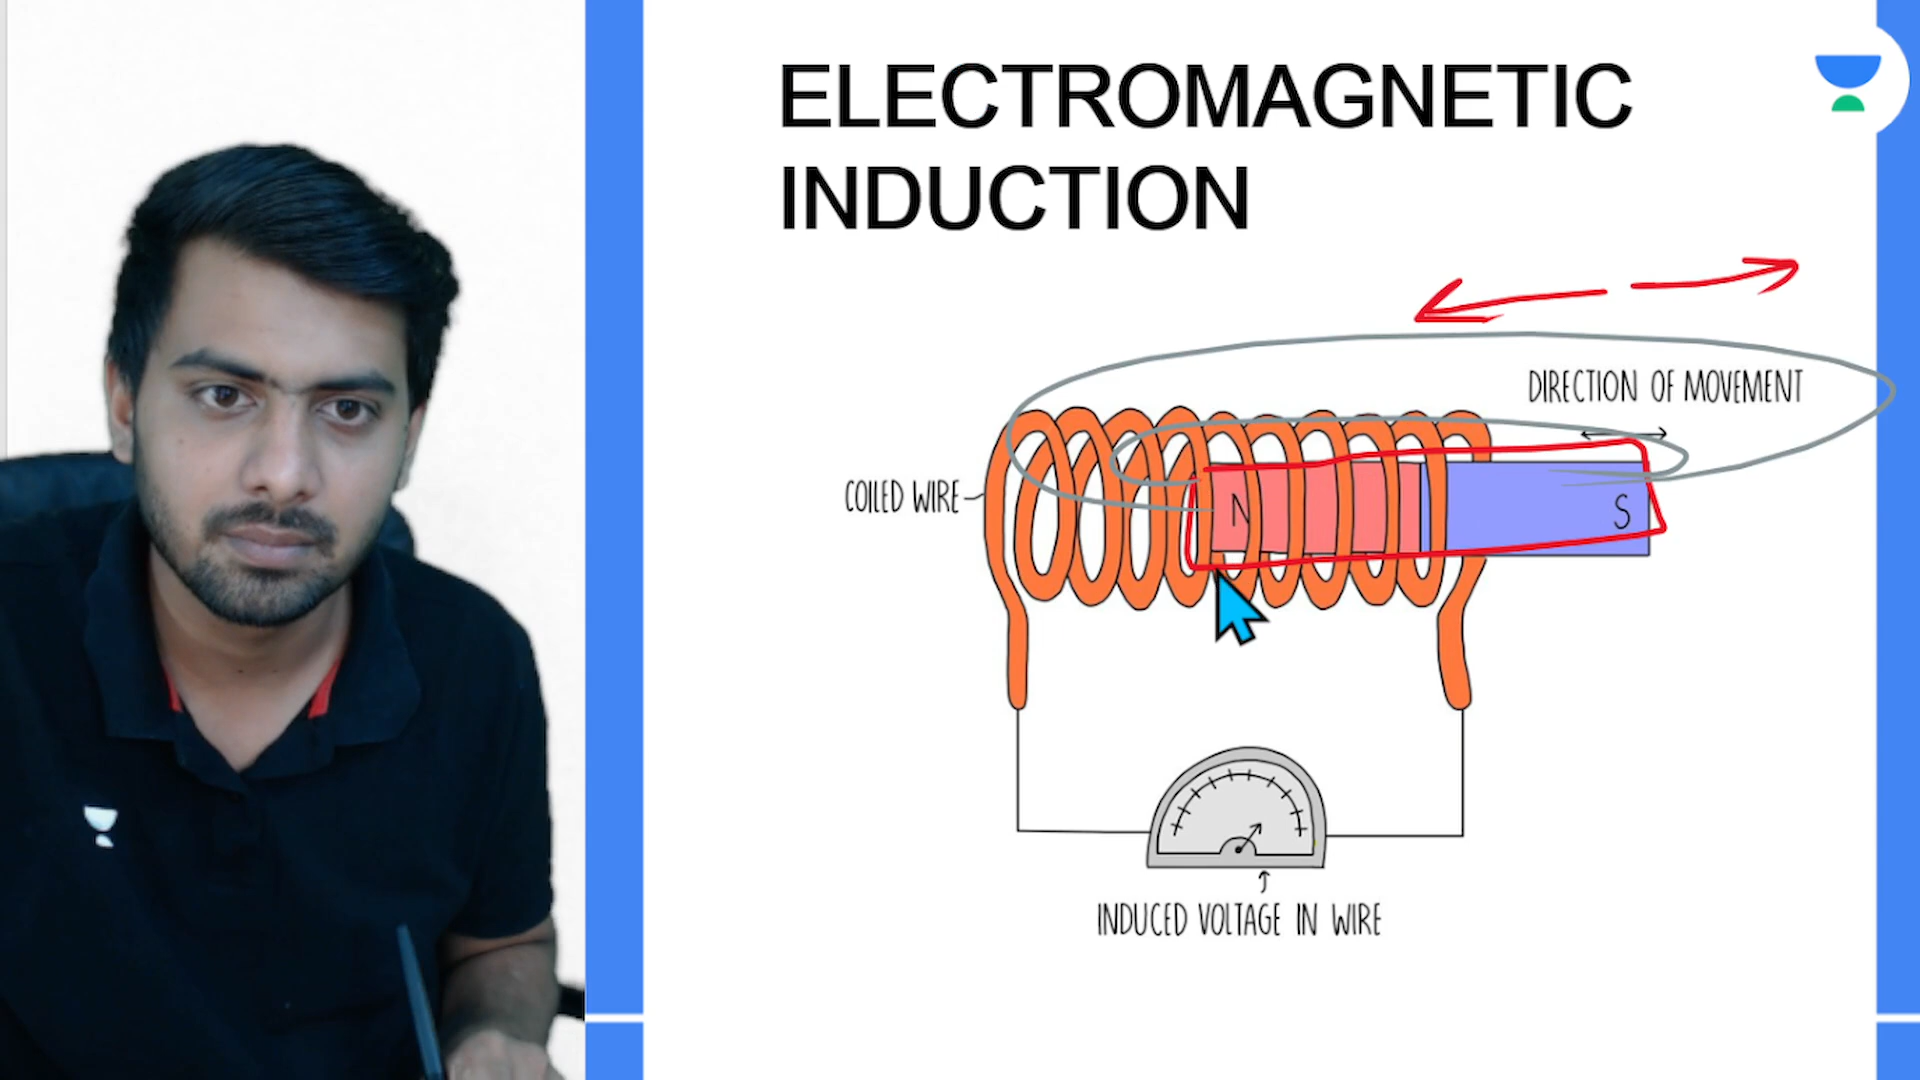 ELECTROMAGNETIC
INDUCTION
DIRECTION OF MOVEMENT
COILED WIRE
N
S
INDUCED VOLTAGE IN WIRE